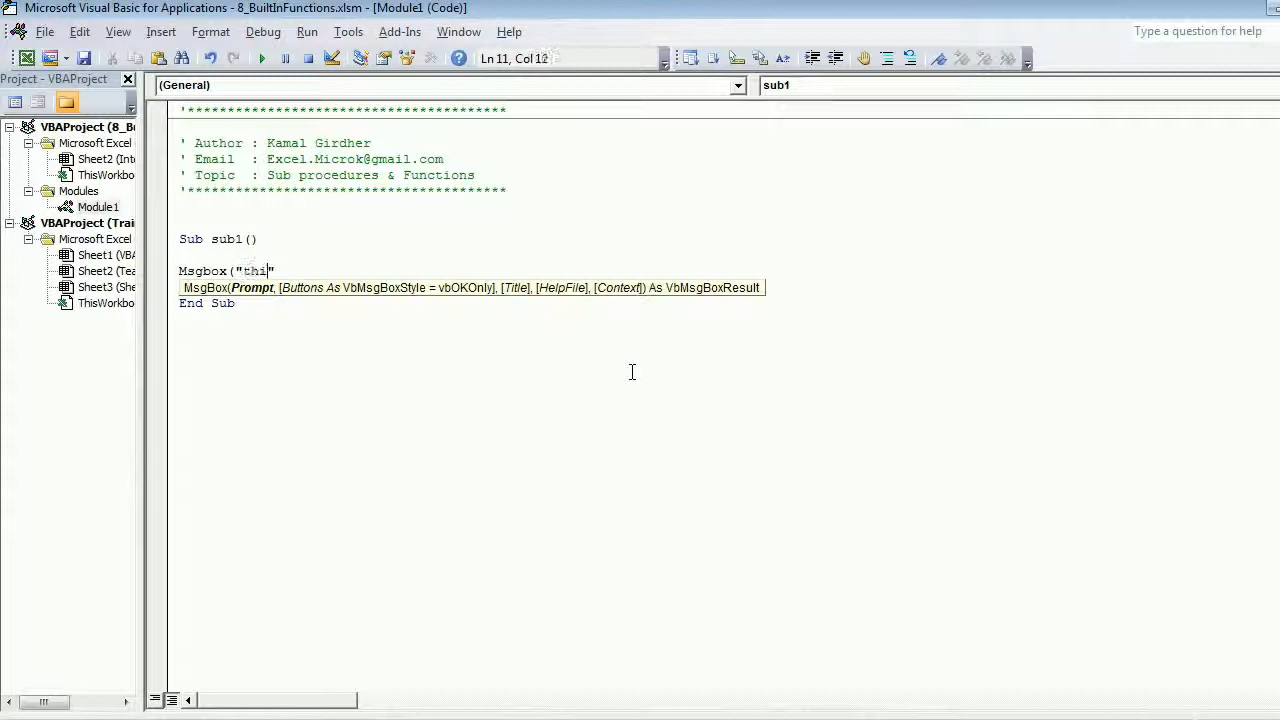 Microsoft Visual Basic for Applications - 8_BuiltInFunctions.xlsm - [Module1 (Code)]
File Edit View Insert Format Debug Run Tools Add-Ins Window Help
Type a question for help
Ln 11, Col 12
Project - VBAProject
(General)
sub1
VBAProject (8_Bu
Microsoft Excel
Sheet2 (Int
ThisWorkbo
Modules
Module1
VBAProject (Trai
Microsoft Excel
Sheet1 (VBA
Sheet2 (Tea
Sheet3 (She
ThisWorkbo
'****************************************
' Author : Kamal Girdher
' Email : Excel.Microk@gmail.com
' Topic : Sub procedures & Functions
'****************************************
Sub sub1()
Msgbox("thi"
MsgBox(Prompt, [Buttons As VbMsgBoxStyle = vbOKOnly], [Title], [HelpFile], [Context]) As VbMsgBoxResult
End Sub